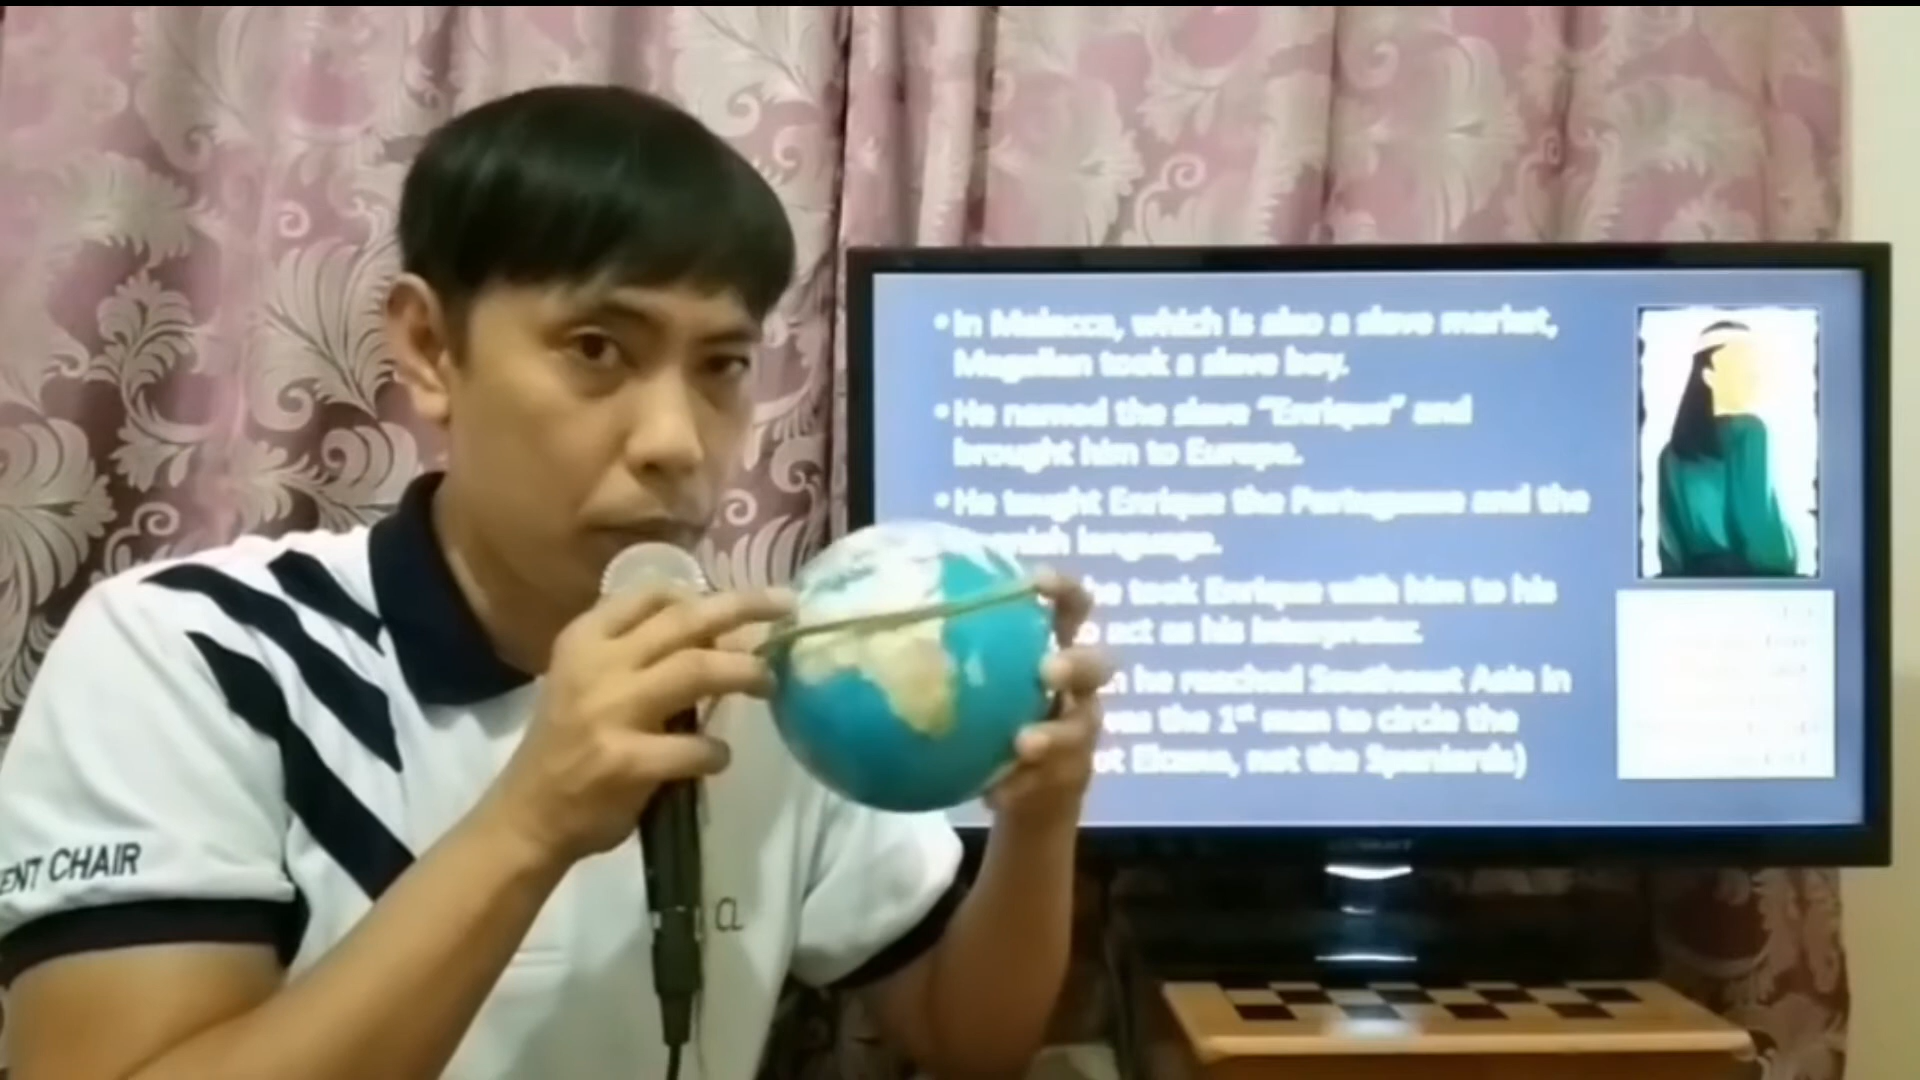 • In Malacca, which is also a slave market,
Magellan took a slave boy.
• He named the slave “Enrique” and
brought him to Europe.
• He taught Enrique the Portuguese and the
language.
he took Enrique with him to his
act as his interpreter.
he reached Southeast Asia in
was the 1st man to circle the
Elcano, not the Spaniards)
ENT CHAIR
CL